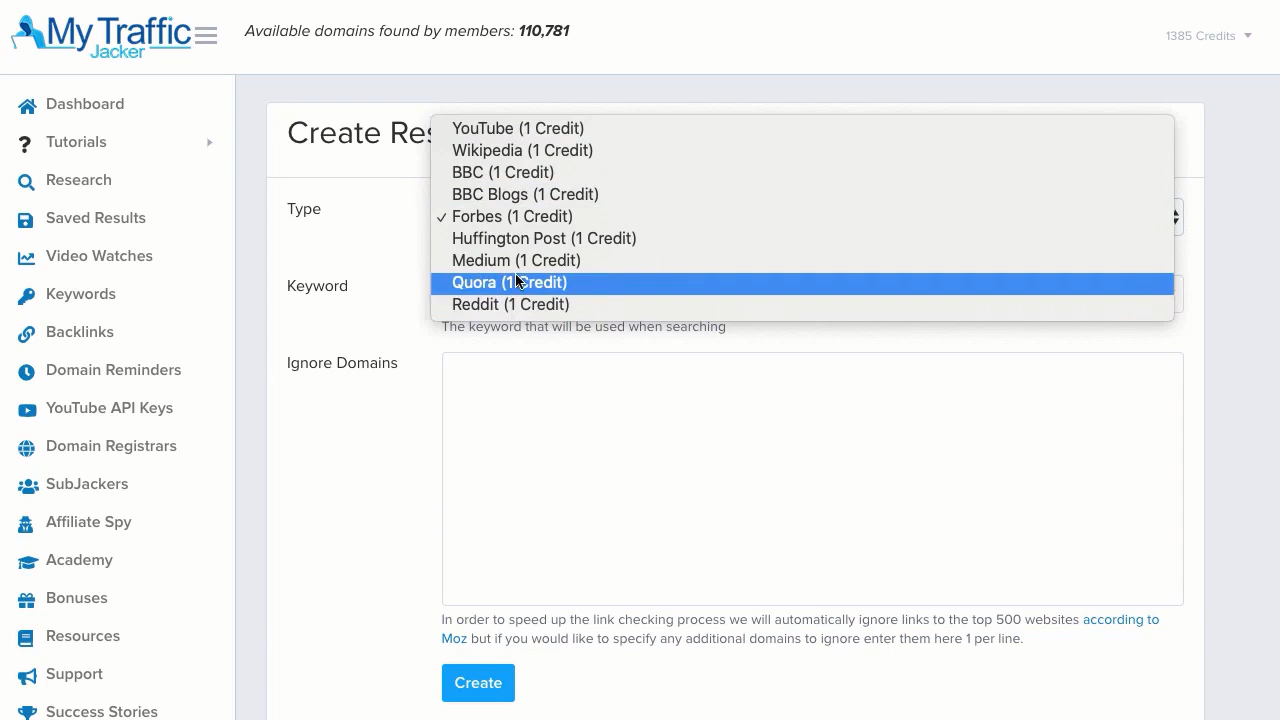 My Traffic
Jacker
Available domains found by members: 110,781
1385 Credits
Dashboard
Tutorials
Research
Saved Results
Video Watches
Keywords
Backlinks
Domain Reminders
YouTube API Keys
Domain Registrars
SubJackers
Affiliate Spy
Academy
Bonuses
Resources
Support
Success Stories
Create Res
Type
YouTube (1 Credit)
Wikipedia (1 Credit)
BBC (1 Credit)
BBC Blogs (1 Credit)
✓ Forbes (1 Credit)
Huffington Post (1 Credit)
Medium (1 Credit)
Quora (1 Credit)
Reddit (1 Credit)
Keyword
The keyword that will be used when searching
Ignore Domains
In order to speed up the link checking process we will automatically ignore links to the top 500 websites according to
Moz but if you would like to specify any additional domains to ignore enter them here 1 per line.
Create